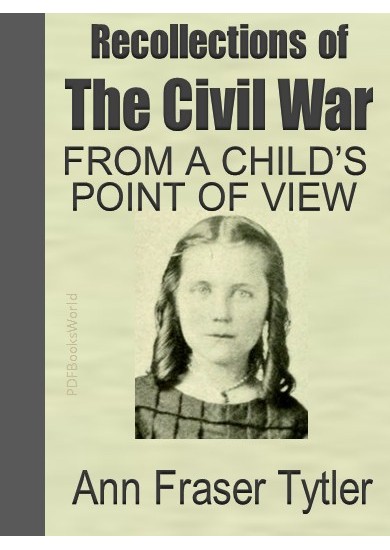 Recollections of
The Civil War
FROM A CHILD'S
POINT OF VIEW
PDFBooksWorld
Ann Fraser Tytler